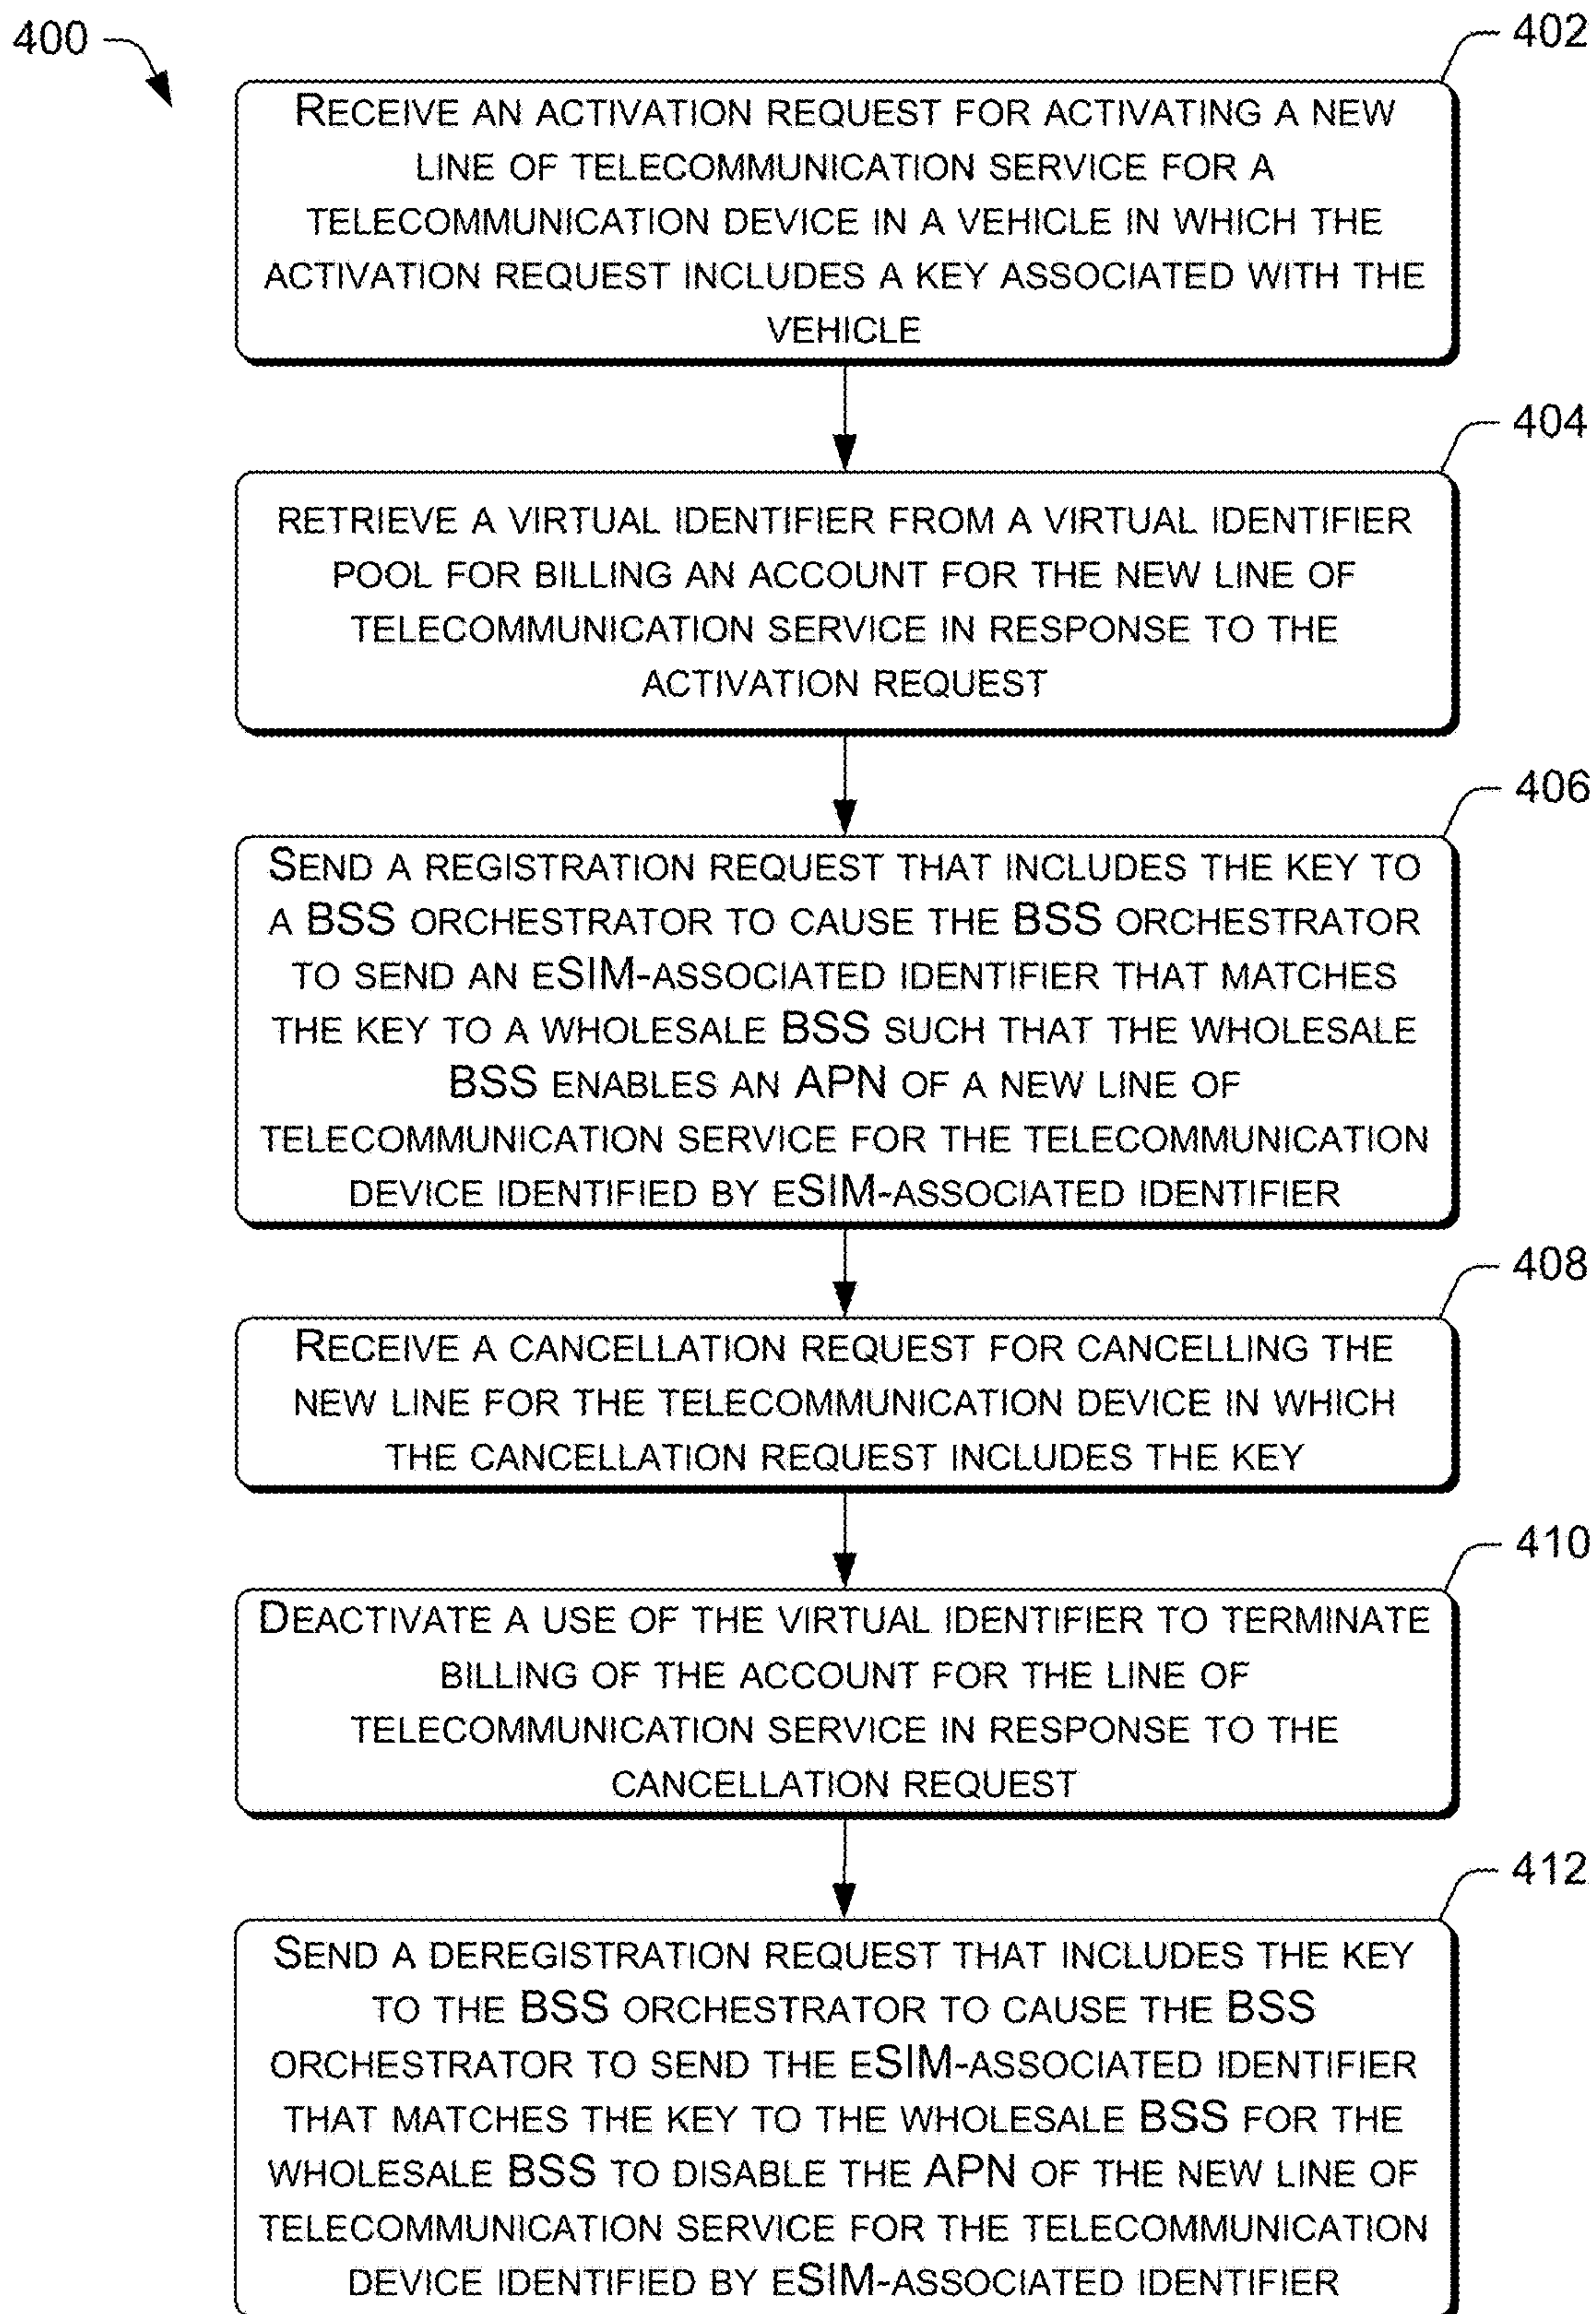 400
402
RECEIVE AN ACTIVATION REQUEST FOR ACTIVATING A NEW
LINE OF TELECOMMUNICATION SERVICE FOR A
TELECOMMUNICATION DEVICE IN A VEHICLE IN WHICH THE
ACTIVATION REQUEST INCLUDES A KEY ASSOCIATED WITH THE
VEHICLE
404
RETRIEVE A VIRTUAL IDENTIFIER FROM A VIRTUAL IDENTIFIER
POOL FOR BILLING AN ACCOUNT FOR THE NEW LINE OF
TELECOMMUNICATION SERVICE IN RESPONSE TO THE
ACTIVATION REQUEST
406
SEND A REGISTRATION REQUEST THAT INCLUDES THE KEY TO
A BSS ORCHESTRATOR TO CAUSE THE BSS ORCHESTRATOR
TO SEND AN ESIM-ASSOCIATED IDENTIFIER THAT MATCHES
THE KEY TO A WHOLESALE BSS SUCH THAT THE WHOLESALE
BSS ENABLES AN APN OF A NEW LINE OF
TELECOMMUNICATION SERVICE FOR THE TELECOMMUNICATION
DEVICE IDENTIFIED BY ESIM-ASSOCIATED IDENTIFIER
408
RECEIVE A CANCELLATION REQUEST FOR CANCELLING THE
NEW LINE FOR THE TELECOMMUNICATION DEVICE IN WHICH
THE CANCELLATION REQUEST INCLUDES THE KEY
410
DEACTIVATE A USE OF THE VIRTUAL IDENTIFIER TO TERMINATE
BILLING OF THE ACCOUNT FOR THE LINE OF
TELECOMMUNICATION SERVICE IN RESPONSE TO THE
CANCELLATION REQUEST
412
SEND A DEREGISTRATION REQUEST THAT INCLUDES THE KEY
TO THE BSS ORCHESTRATOR TO CAUSE THE BSS
ORCHESTRATOR TO SEND THE ESIM-ASSOCIATED IDENTIFIER
THAT MATCHES THE KEY TO THE WHOLESALE BSS FOR THE
WHOLESALE BSS TO DISABLE THE APN OF THE NEW LINE OF
TELECOMMUNICATION SERVICE FOR THE TELECOMMUNICATION
DEVICE IDENTIFIED BY ESIM-ASSOCIATED IDENTIFIER